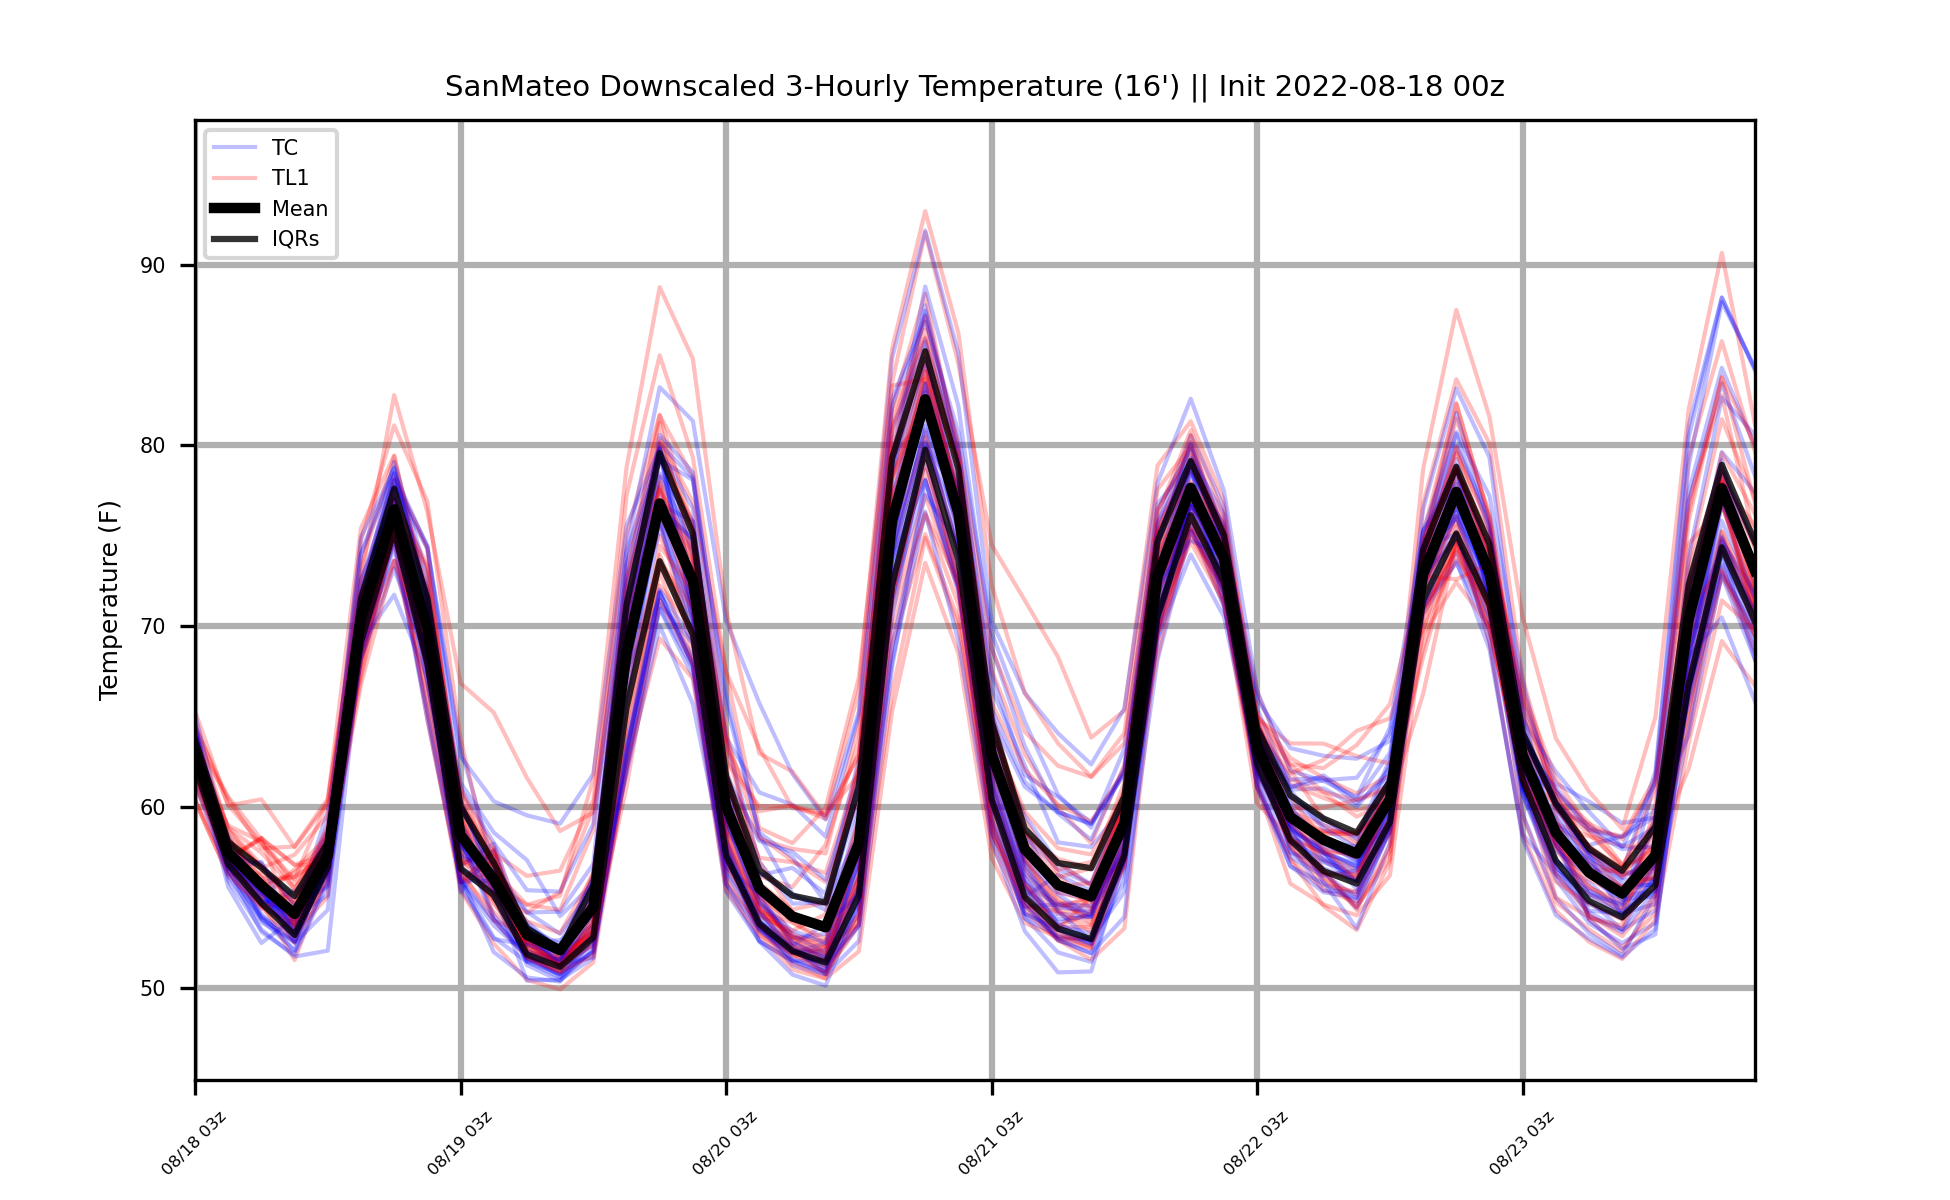 SanMateo Downscaled 3-Hourly Temperature (16') || Init 2022-08-18 00z
TC
TL1
Mean
IQRs
Temperature (F)
90
80
70
60
50
08/18 03z
08/19 03z
08/20 03z
08/21 03z
08/22 03z
08/23 03z